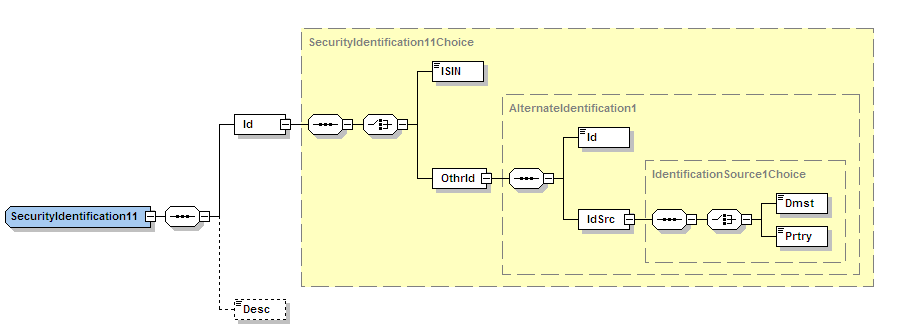 SecurityIdentification11Choice
ISIN
AlternateIdentification1
Id
Id
IdentificationSource1Choice
OthrId
Dmst
SecurityIdentification11
IdSrc
Prtry
Desc